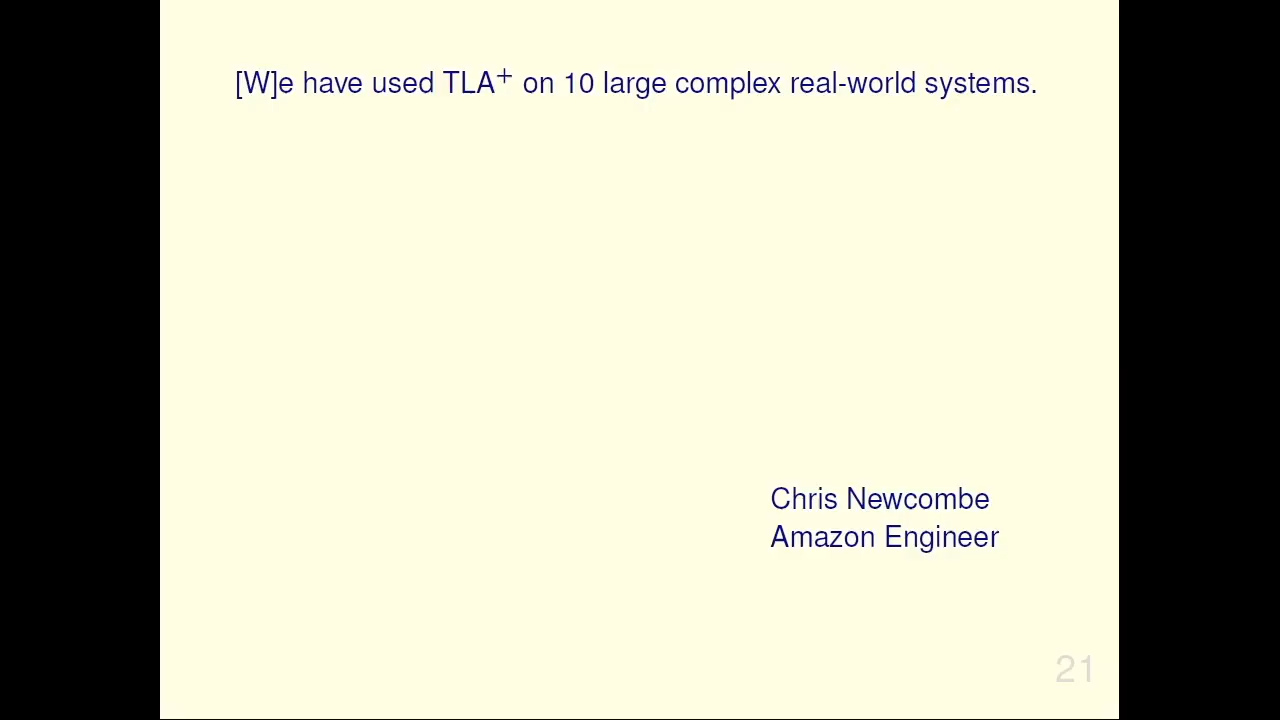 [W]e have used TLA⁺ on 10 large complex real-world systems.
Chris Newcombe
Amazon Engineer
21